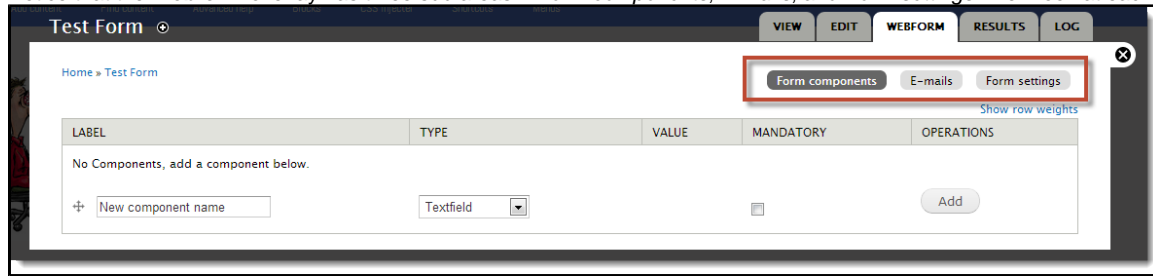 Test Form
VIEW EDIT WEBFORM RESULTS LOG
Home » Test Form
Form components E-mails Form settings
Show row weights
LABEL TYPE VALUE MANDATORY OPERATIONS
No Components, add a component below.
New component name Textfield Add